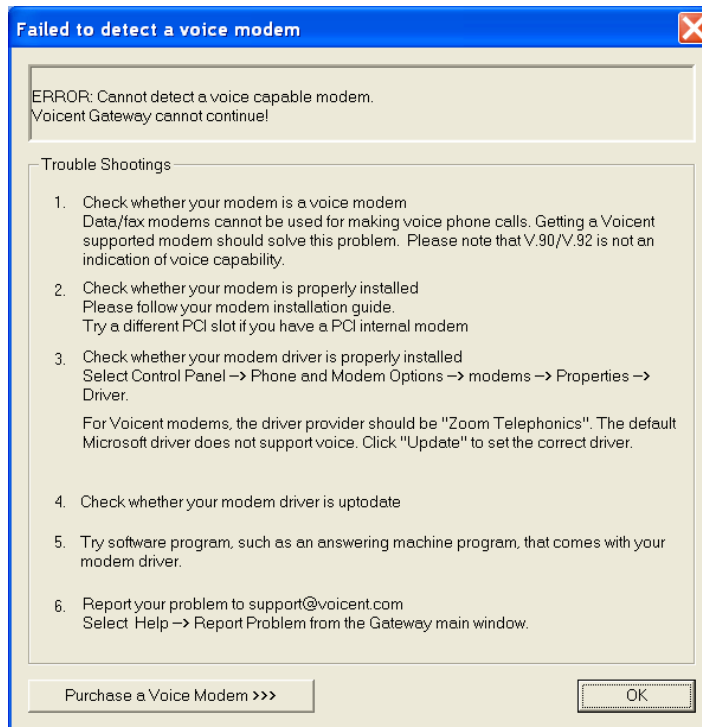 Failed to detect a voice modem
ERROR: Cannot detect a voice capable modem.
Voicent Gateway cannot continue!
Trouble Shootings
1. Check whether your modem is a voice modem
Data/fax modems cannot be used for making voice phone calls. Getting a Voicent
supported modem should solve this problem. Please note that V.90/V.92 is not an
indication of voice capability.
2. Check whether your modem is properly installed
Please follow your modem installation guide.
Try a different PCI slot if you have a PCI internal modem
3. Check whether your modem driver is properly installed
Select Control Panel --> Phone and Modem Options --> modems --> Properties -->
Driver.
For Voicent modems, the driver provider should be "Zoom Telephonics". The default
Microsoft driver does not support voice. Click "Update" to set the correct driver.
4. Check whether your modem driver is uptodate
5. Try software program, such as an answering machine program, that comes with your
modem driver.
6. Report your problem to support@voicent.com
Select Help --> Report Problem from the Gateway main window.
Purchase a Voice Modem >>>
OK